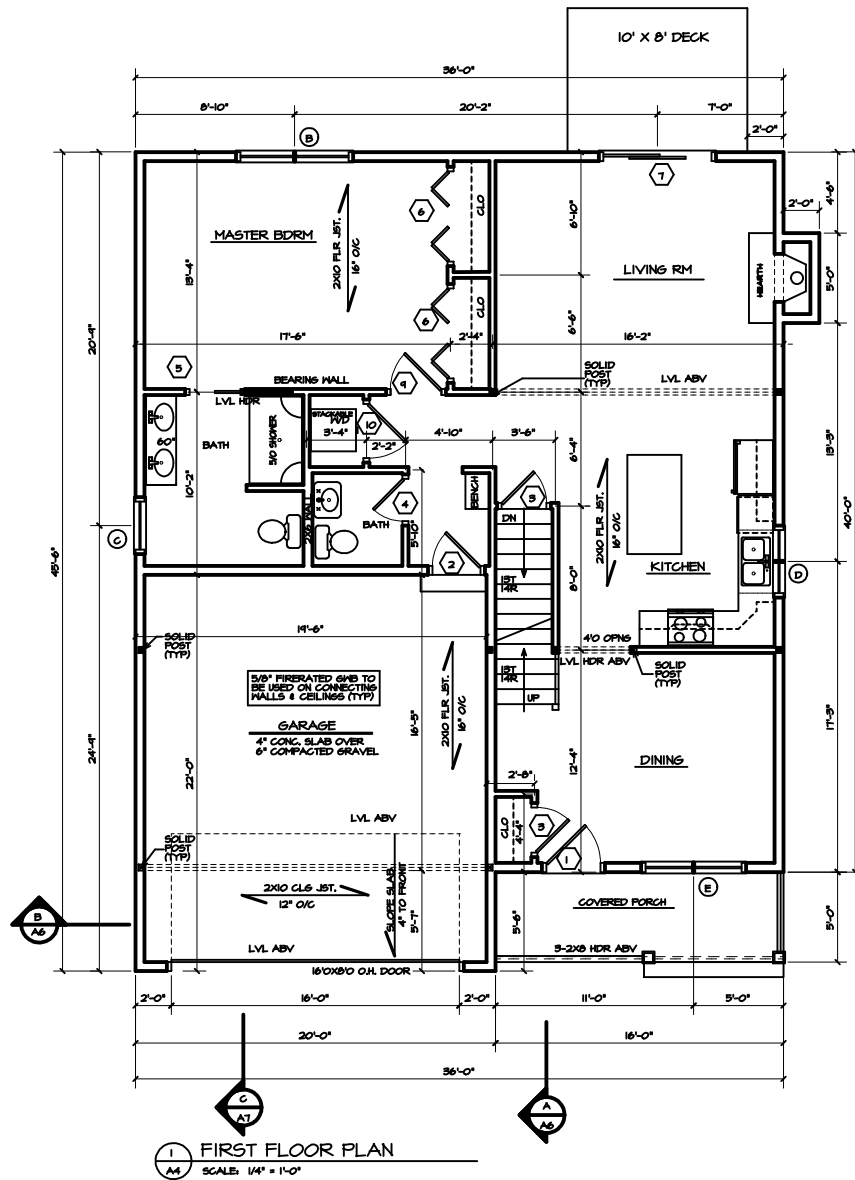 10' X 8' DECK
36'-0"
8'-10"
20'-2"
7'-0"
2'-0"
B
7
6
CLO
MASTER BDRM
2X10 FLR JST.
16" O/C
13'-4"
6'-10"
LIVING RM
HEARTH
2'-0"
4'-6"
5'-0"
6
CLO
6'-6"
17'-6"
2'-4"
16'-2"
20'-9"
5
9
BEARING WALL
SOLID
POST
(TYP)
LVL ABV
LVL HDR
60"
BATH
5/0 SHOWER
STACKABLE
W/D
10
3'-4"
2'-2"
4'-10"
3'-6"
6'-4"
13'-3"
40'-0"
10'-2"
2X6 WALL
BATH
4
5'-10"
BENCH
3
DN
2X10 FLR JST.
16" O/C
C
2
13T
14R
8'-0"
KITCHEN
D
45'-6"
19'-6"
SOLID
POST
(TYP)
4'0 OPNG
LVL HDR ABV
SOLID
POST
(TYP)
13T
14R
UP
5/8" FIRERATED GWB TO
BE USED ON CONNECTING
WALLS & CEILINGS (TYP)
GARAGE
4" CONC. SLAB OVER
6" COMPACTED GRAVEL
16'-5"
2X10 FLR JST.
16" O/C
24'-9"
22'-0"
12'-4"
DINING
17'-3"
2'-8"
LVL ABV
CLO
4'-4"
3
1
SOLID
POST
(TYP)
E
2X10 CLG JST.
12" O/C
SLOPE SLAB
4" TO FRONT
5'-7"
5'-6"
COVERED PORCH
5'-0"
B
A6
LVL ABV
3-2X8 HDR ABV
16'0X8'0 O.H. DOOR
2'-0"
16'-0"
2'-0"
11'-0"
5'-0"
20'-0"
16'-0"
36'-0"
C
A7
A
A6
1
A4
FIRST FLOOR PLAN
SCALE: 1/4" = 1'-0"